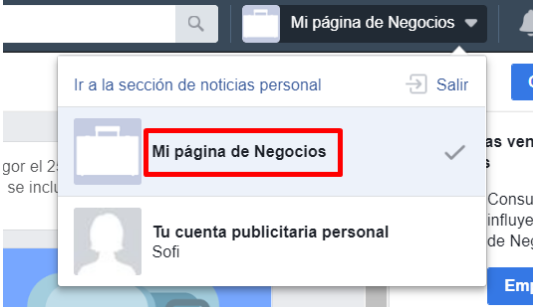 Mi página de Negocios
Ir a la sección de noticias personal
Salir
Mi página de Negocios
gor el 2
se inclu
Tu cuenta publicitaria personal
Sofi
as ven
Consu
influye
de Neg
Emp